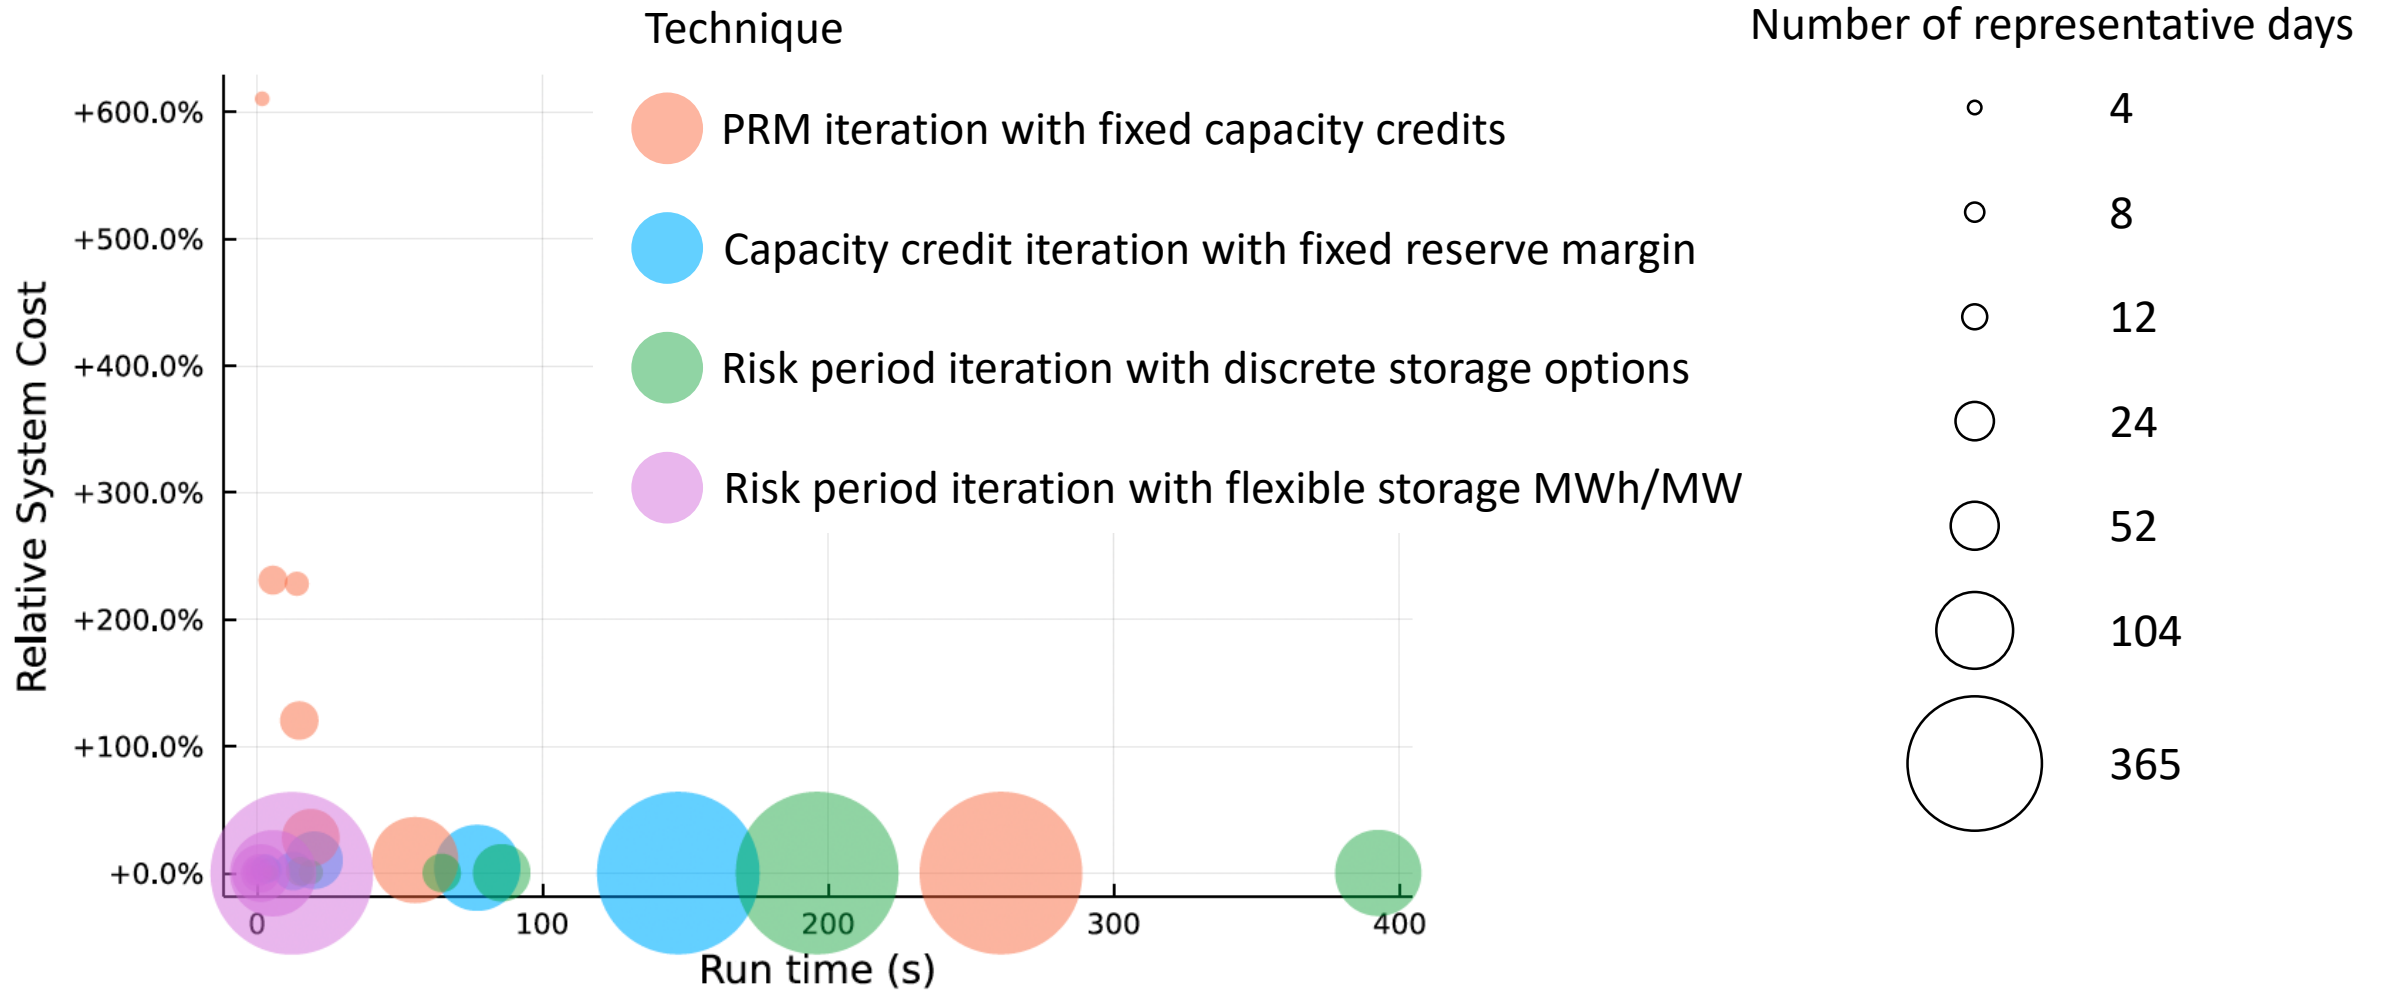 Technique
Number of representative days
PRM iteration with fixed capacity credits
Capacity credit iteration with fixed reserve margin
Risk period iteration with discrete storage options
Risk period iteration with flexible storage MWh/MW
4
8
12
24
52
104
365
Relative System Cost
+600.0%
+500.0%
+400.0%
+300.0%
+200.0%
+100.0%
+0.0%
0
100
200
300
400
Run time (s)